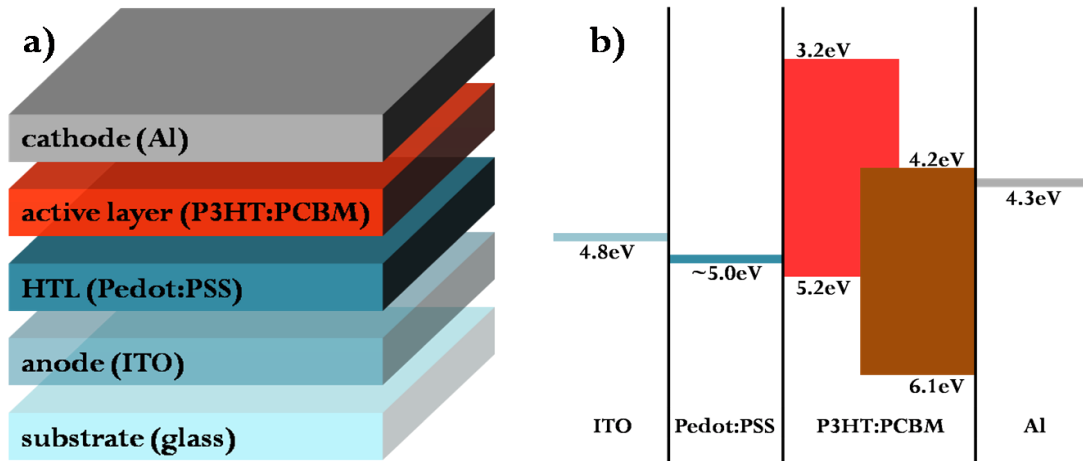 a)
cathode (Al)
active layer (P3HT:PCBM)
HTL (Pedot:PSS)
anode (ITO)
substrate (glass)
b)
3.2eV
4.2eV
4.3eV
4.8eV
~5.0eV
5.2eV
6.1eV
ITO
Pedot:PSS
P3HT:PCBM
Al